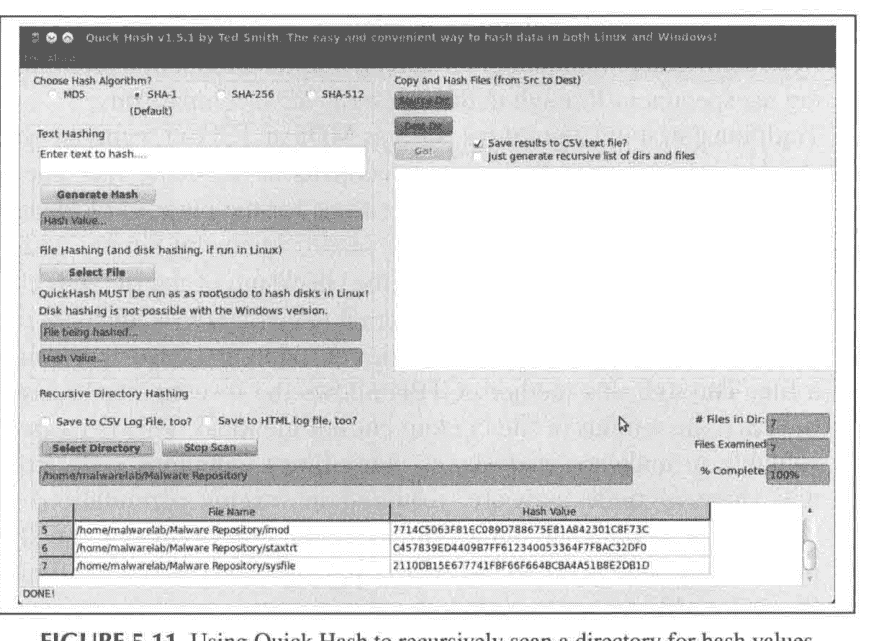 Quick Hash v1.5.1 by Ted Smith. The easy and convenient way to hash data in both Linux and Windows!
Choose Hash Algorithm?
MD5
SHA-1
(Default)
SHA-256
SHA-512
Text Hashing
Enter text to hash....
Generate Hash
Hash Value...
File Hashing (and disk hashing, if run in Linux)
Select File
QuickHash MUST be run as as root\sudo to hash disks in Linux!
Disk hashing is not possible with the Windows version.
File being hashed...
Hash Value...
Copy and Hash Files (from Src to Dest)
Source Dir
Dest Dir
Go!
Save results to CSV text file?
Just generate recursive list of dirs and files
Recursive Directory Hashing
Save to CSV Log File, too? Save to HTML log file, too?
Select Directory
Stop Scan
/home/malwarelab/Malware Repository
# Files in Dir: 7
Files Examined 7
% Complete 100%
File Name Hash Value
5 /home/malwarelab/Malware Repository/imod 7714C5063F81EC089D788675E81A842301C8F73C
6 /home/malwarelab/Malware Repository/staxtrt C457839ED4409B7FF612340053364F7F8AC32DF0
7 /home/malwarelab/Malware Repository/sysfile 2110DB15E677741FBF66F664BC8A4A51B8E2DB1D
DONE!
FIGURE 5.11 Using Quick Hash to recursively scan a directory for hash values